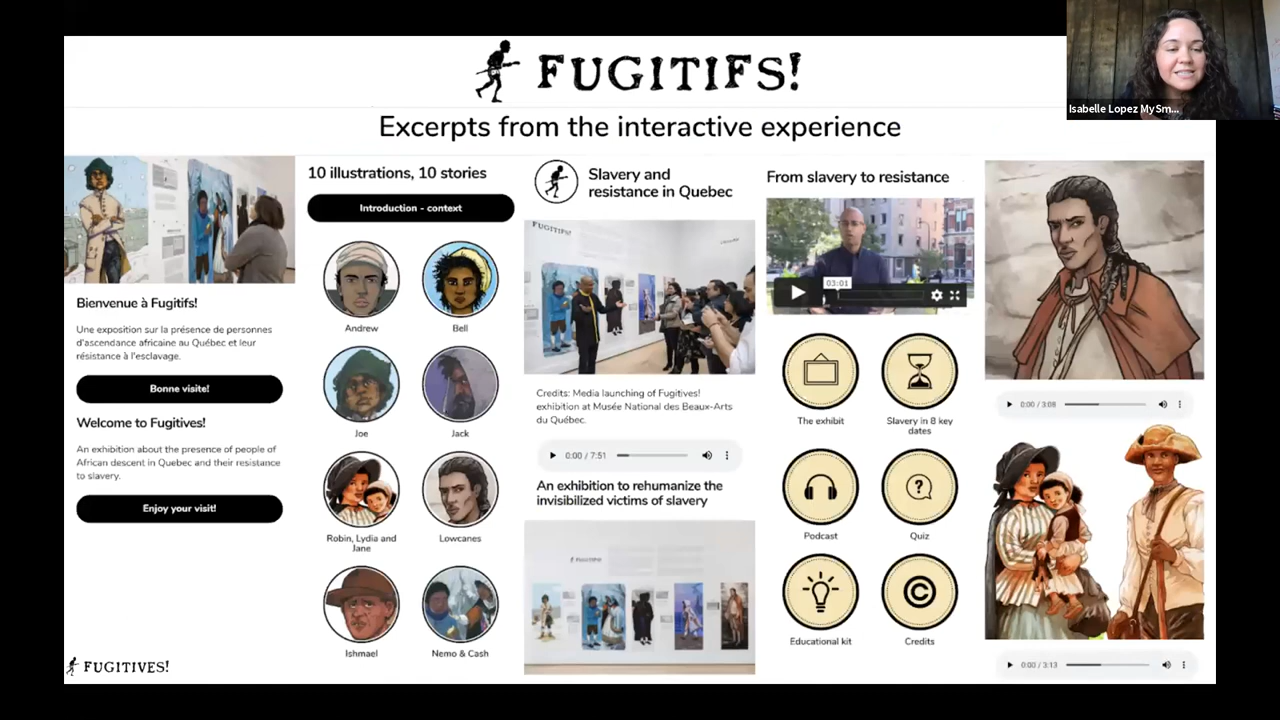 FUGITIFS!
Isabelle Lopez MySm...
Excerpts from the interactive experience
Bienvenue à Fugitifs!
Une exposition sur la présence de personnes
d'ascendance africaine au Québec et leur
résistance à l'esclavage.
Bonne visite!
Welcome to Fugitives!
An exhibition about the presence of people of
African descent in Quebec and their resistance
to slavery.
Enjoy your visit!
FUGITIVES!
10 illustrations, 10 stories
Introduction - context
Andrew
Bell
Joe
Jack
Robin, Lydia and
Jane
Lowcanes
Ishmael
Nemo & Cash
Slavery and
resistance in Quebec
FUGITIFS!
Credits: Media launching of Fugitives!
exhibition at Musée National des Beaux-Arts
du Québec.
0:00 / 7:51
An exhibition to rehumanize the
invisibilized victims of slavery
FUGITIFS!
From slavery to resistance
03:01
The exhibit
Slavery in 8 key
dates
Podcast
Quiz
Educational kit
Credits
0:00 / 3:08
0:00 / 3:13